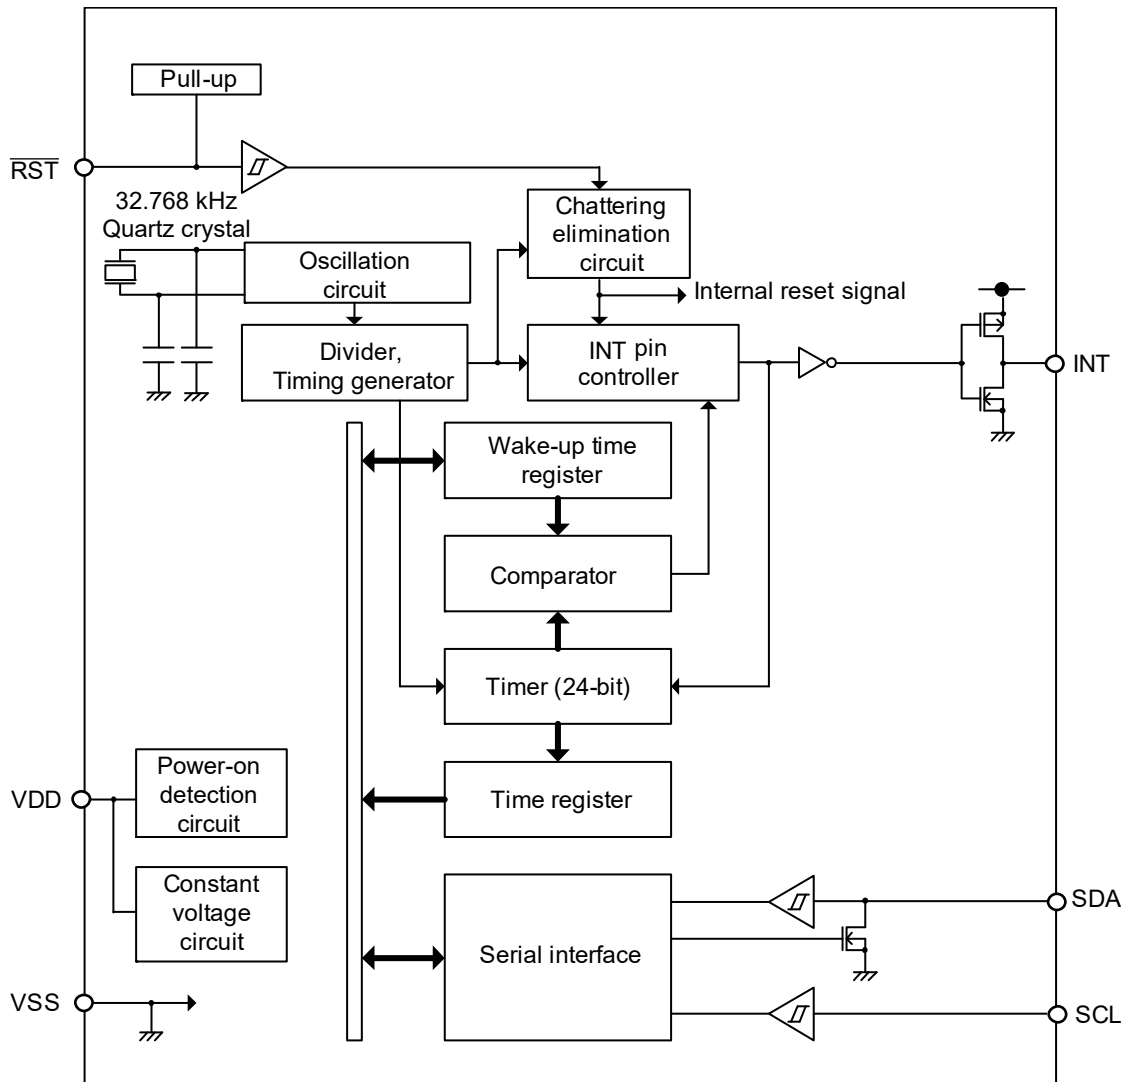 Pull-up
RST
32.768 kHz
Quartz crystal
Chattering
elimination
circuit
Oscillation
circuit
Internal reset signal
Divider,
Timing generator
INT pin
controller
INT
Wake-up time
register
Comparator
Timer (24-bit)
Power-on
detection
circuit
VDD
Time register
Constant
voltage
circuit
SDA
Serial interface
VSS
SCL